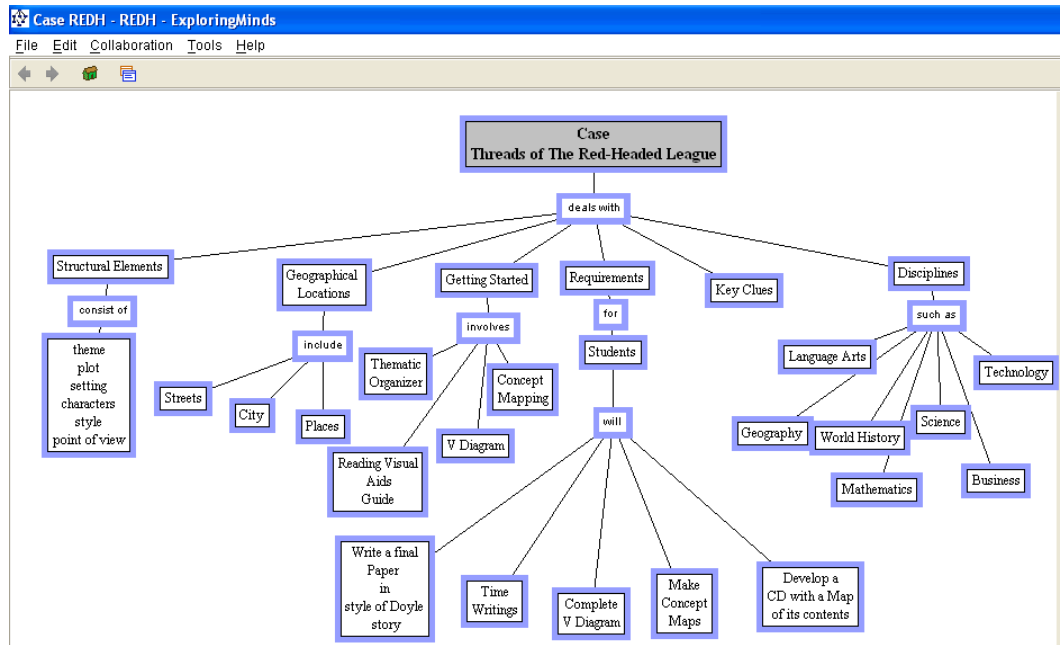 Case REDH - REDH - ExploringMinds
File Edit Collaboration Tools Help
Case
Threads of The Red-Headed League
deals with
Structural Elements
consist of
theme
plot
setting
characters
style
point of view
Geographical
Locations
include
Streets
City
Places
Getting Started
involves
Thematic
Organizer
Reading Visual
Aids
Guide
V Diagram
Concept
Mapping
Requirements
for
Students
will
Write a final
Paper
in
style of Doyle
story
Time
Writings
Complete
V Diagram
Make
Concept
Maps
Develop a
CD with a Map
of its contents
Key Clues
Disciplines
such as
Language Arts
Geography
World History
Mathematics
Science
Business
Technology